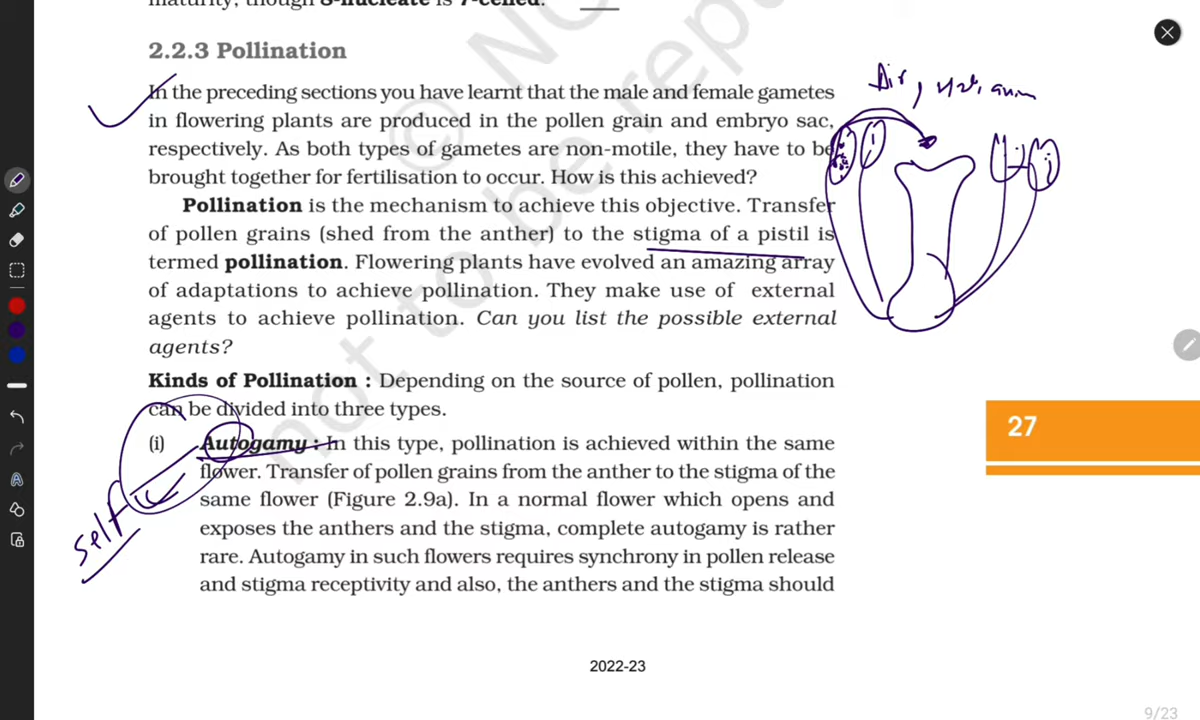 maturity, though 8-nucleate is 7-celled.
2.2.3 Pollination
In the preceding sections you have learnt that the male and female gametes
in flowering plants are produced in the pollen grain and embryo sac,
respectively. As both types of gametes are non-motile, they have to be
brought together for fertilisation to occur. How is this achieved?
Pollination is the mechanism to achieve this objective. Transfer
of pollen grains (shed from the anther) to the stigma of a pistil is
termed pollination. Flowering plants have evolved an amazing array
of adaptations to achieve pollination. They make use of external
agents to achieve pollination. Can you list the possible external
agents?
Kinds of Pollination : Depending on the source of pollen, pollination
can be divided into three types.
(i) Autogamy : In this type, pollination is achieved within the same
flower. Transfer of pollen grains from the anther to the stigma of the
same flower (Figure 2.9a). In a normal flower which opens and
exposes the anthers and the stigma, complete autogamy is rather
rare. Autogamy in such flowers requires synchrony in pollen release
and stigma receptivity and also, the anthers and the stigma should
self
Air,
27
2022-23
9/23
© not to be